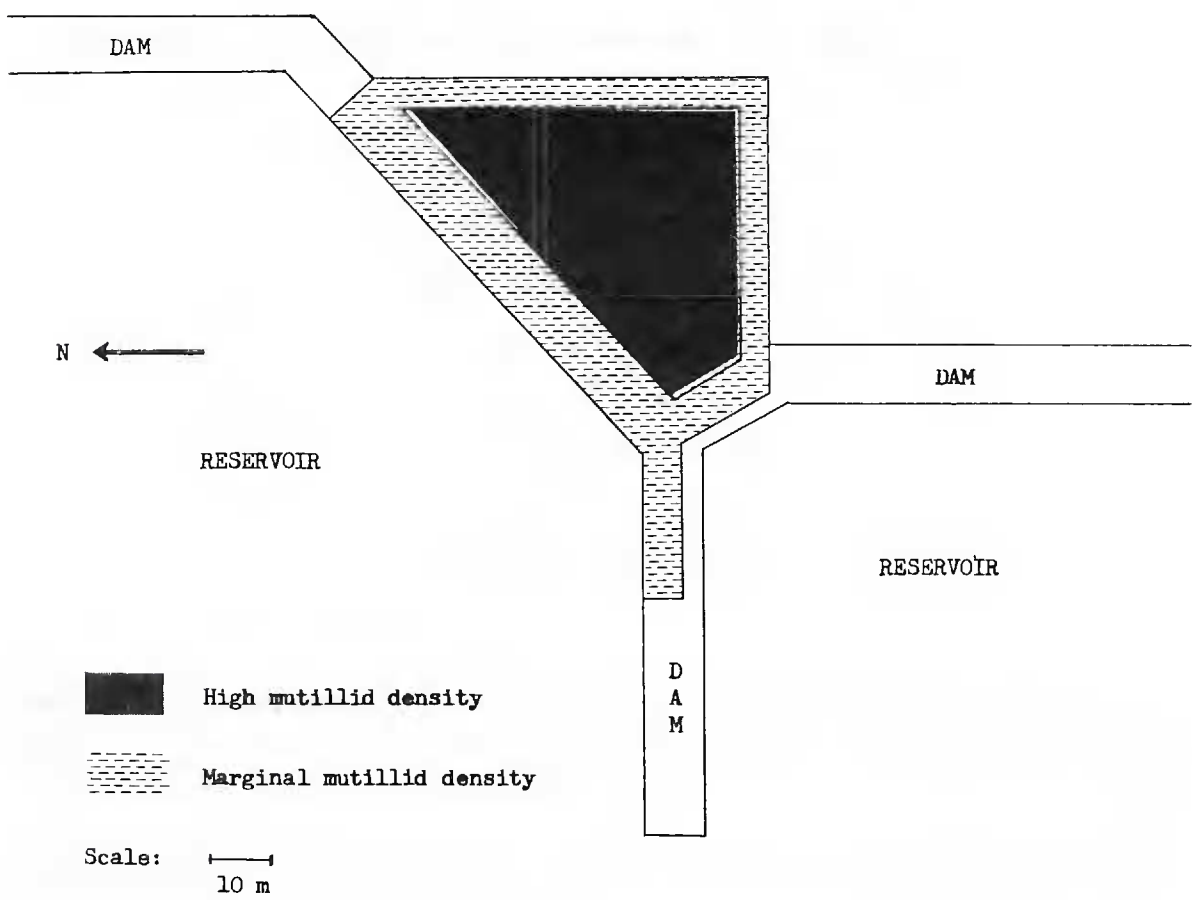 DAM
N
DAM
RESERVOIR
RESERVOIR
D
A
M
High mutillid density
Marginal mutillid density
Scale:
10 m